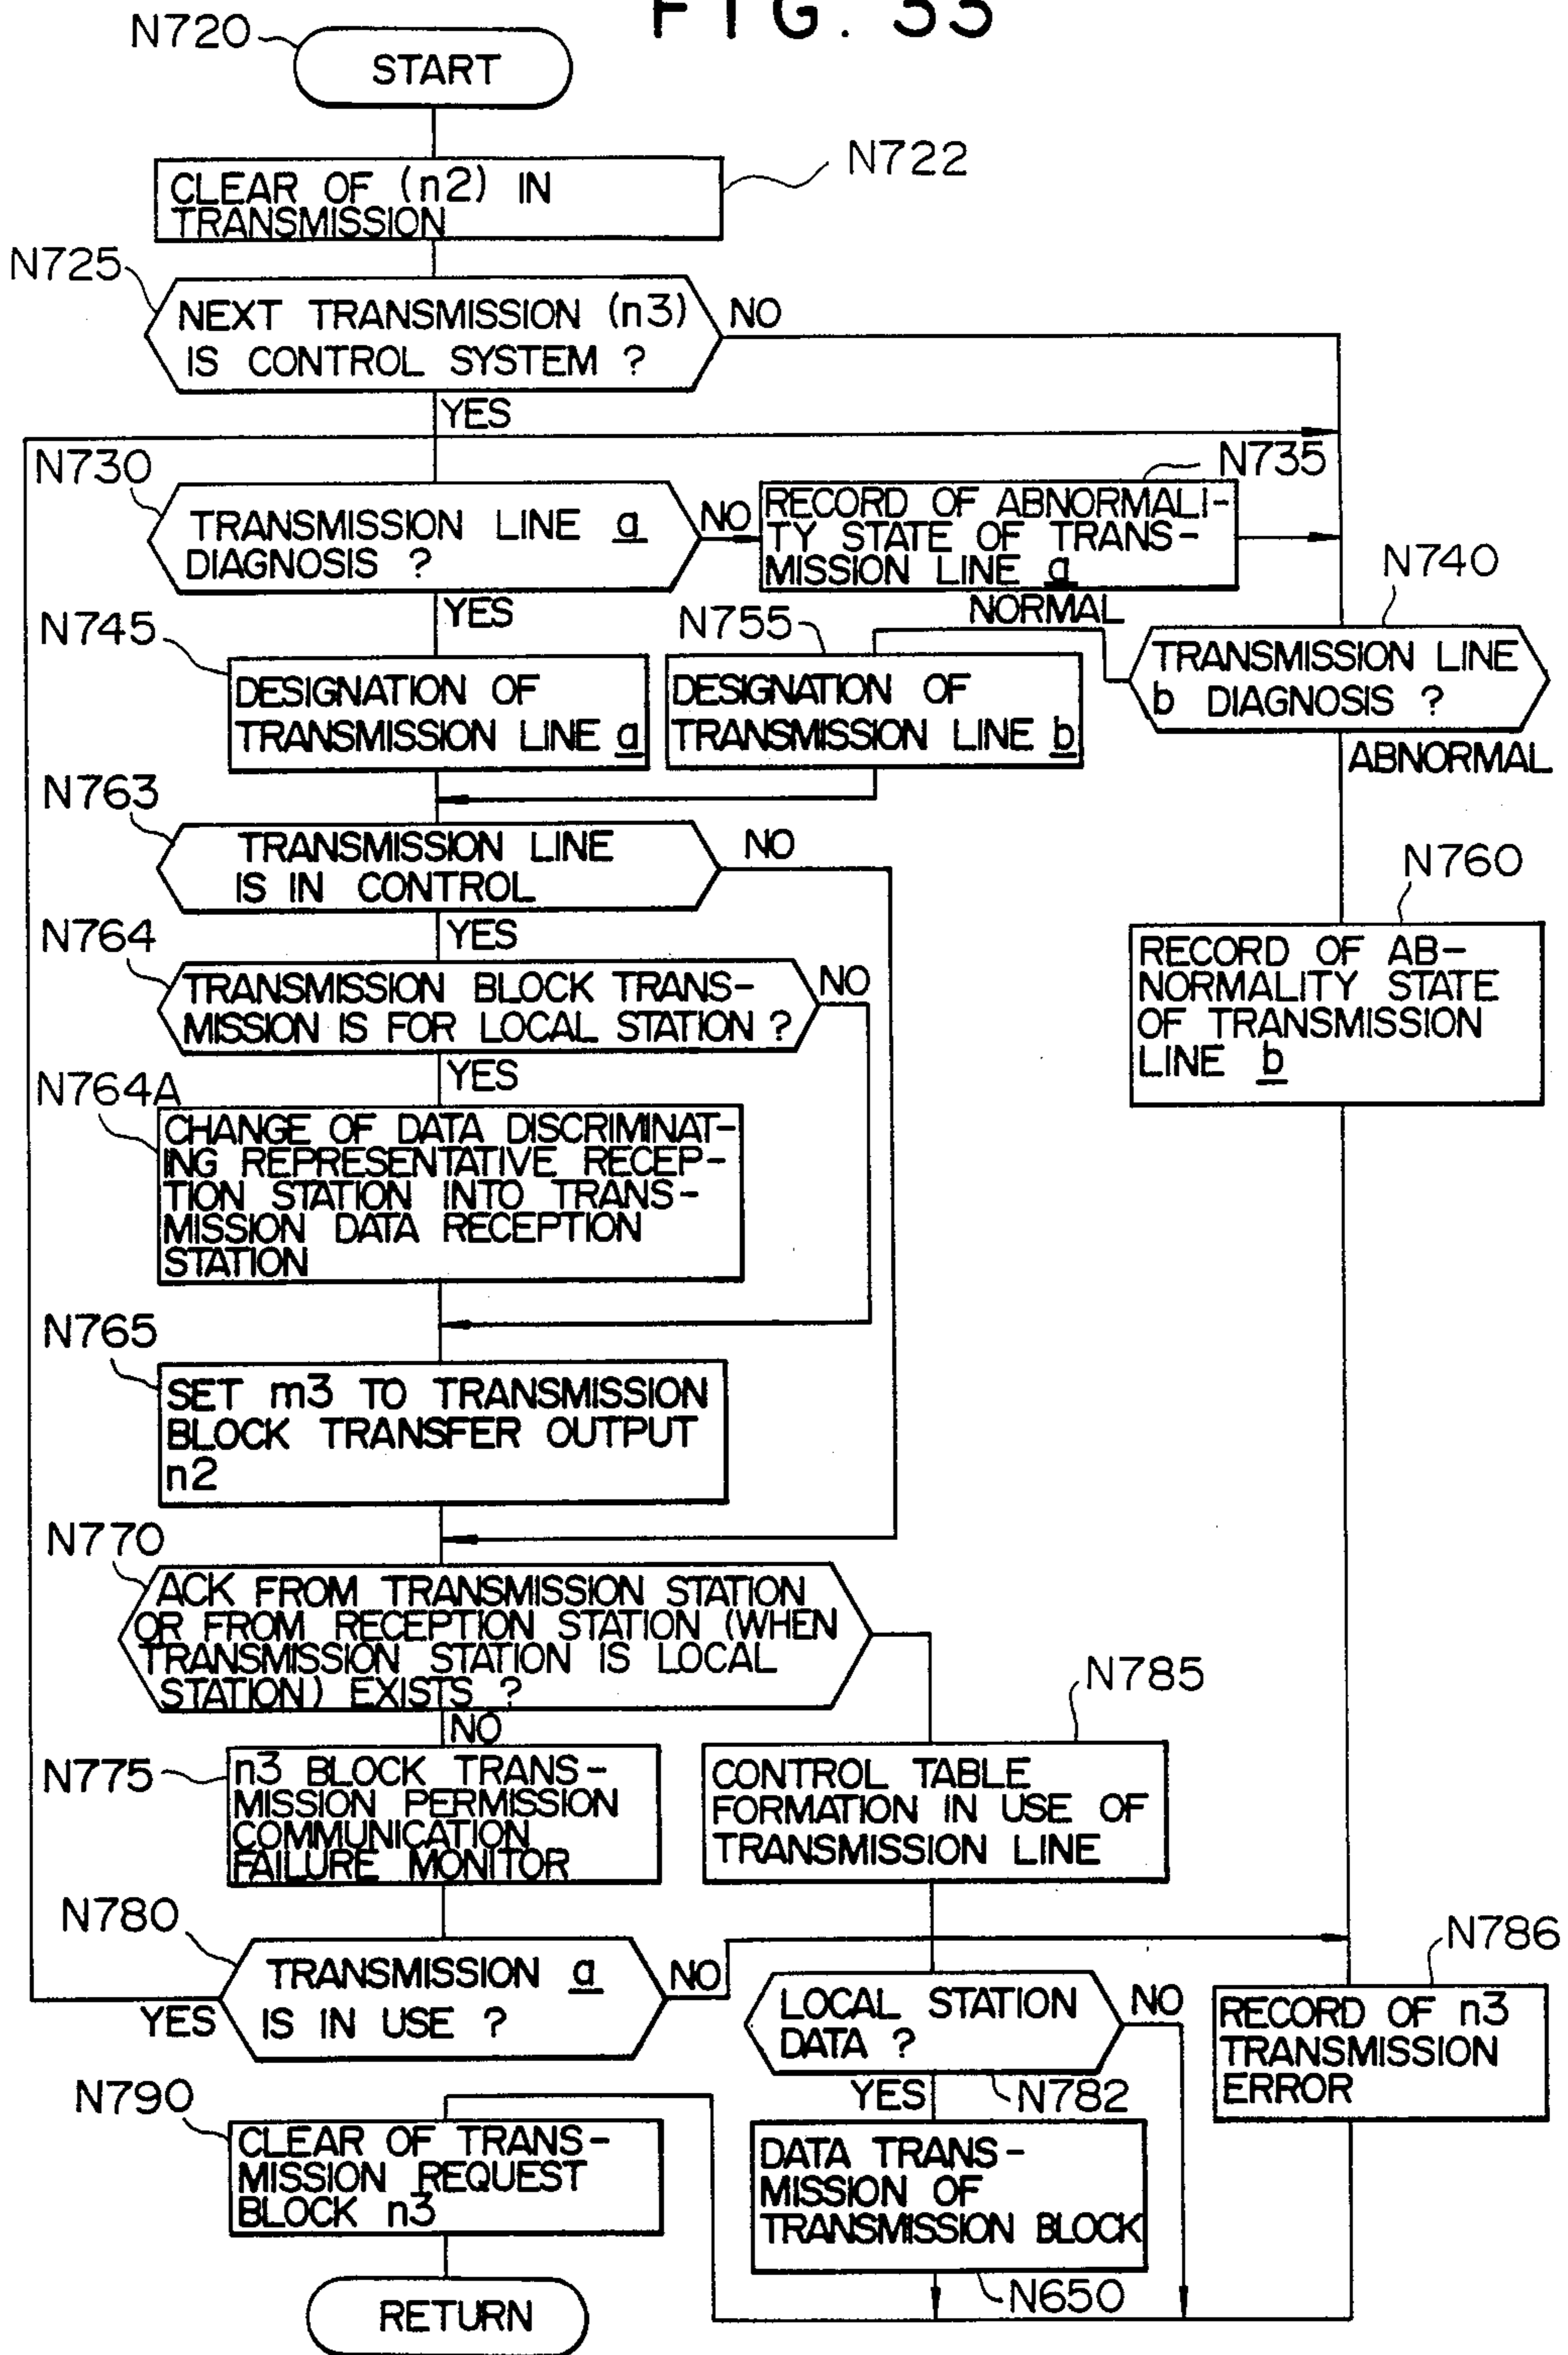 FIG. 33
N720
START
N722
CLEAR OF (n2) IN
TRANSMISSION
N725
NEXT TRANSMISSION (n3)
IS CONTROL SYSTEM ?
NO
YES
N730
TRANSMISSION LINE a
DIAGNOSIS ?
NO
N735
RECORD OF ABNORMALI-
TY STATE OF TRANS-
MISSION LINE a
YES
NORMAL
N740
TRANSMISSION LINE
b DIAGNOSIS ?
ABNORMAL
N745
DESIGNATION OF
TRANSMISSION LINE a
N755
DESIGNATION OF
TRANSMISSION LINE b
N763
TRANSMISSION LINE
IS IN CONTROL
NO
YES
N760
RECORD OF AB-
NORMALITY STATE
OF TRANSMISSION
LINE b
N764
TRANSMISSION BLOCK TRANS-
MISSION IS FOR LOCAL STATION ?
NO
YES
N764A
CHANGE OF DATA DISCRIMINAT-
ING REPRESENTATIVE RECEP-
TION STATION INTO TRANS-
MISSION DATA RECEPTION
STATION
N765
SET m3 TO TRANSMISSION
BLOCK TRANSFER OUTPUT
n2
N770
ACK FROM TRANSMISSION STATION
OR FROM RECEPTION STATION (WHEN
TRANSMISSION STATION IS LOCAL
STATION) EXISTS ?
NO
N775
n3 BLOCK TRANS-
MISSION PERMISSION
COMMUNICATION
FAILURE MONITOR
N785
CONTROL TABLE
FORMATION IN USE OF
TRANSMISSION LINE
N780
TRANSMISSION a
IS IN USE ?
YES
NO
LOCAL STATION
DATA ?
NO
YES
N782
N786
RECORD OF n3
TRANSMISSION
ERROR
N790
CLEAR OF TRANS-
MISSION REQUEST
BLOCK n3
DATA TRANS-
MISSION OF
TRANSMISSION BLOCK
N650
RETURN